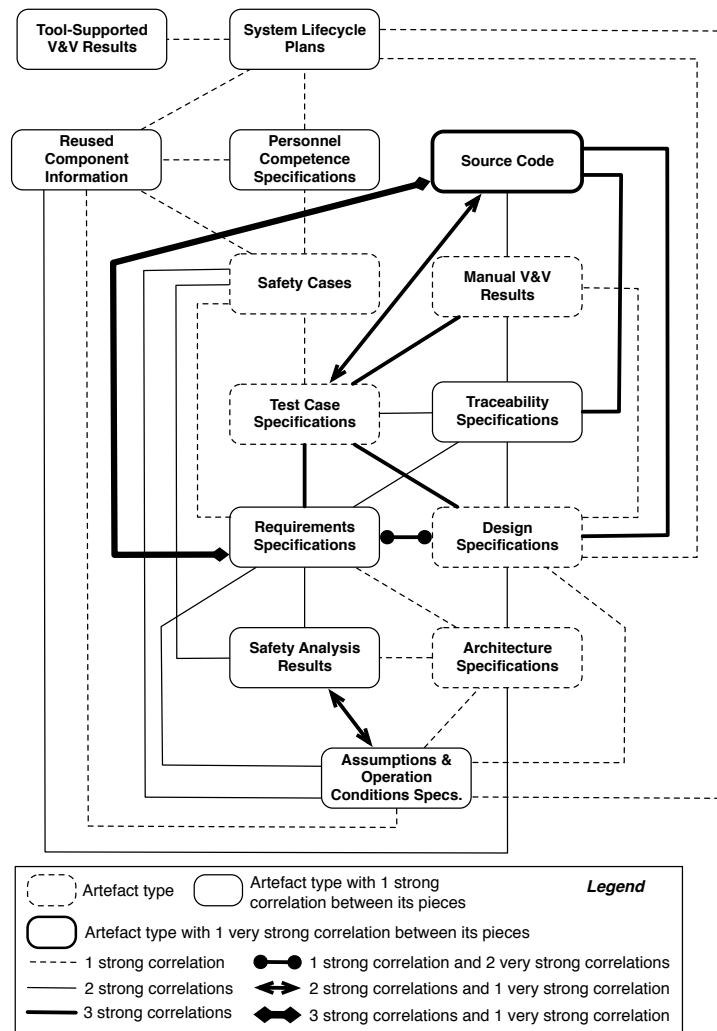 Tool-Supported
V&V Results
System Lifecycle
Plans
Reused
Component
Information
Personnel
Competence
Specifications
Source Code
Safety Cases
Manual V&V
Results
Test Case
Specifications
Traceability
Specifications
Requirements
Specifications
Design
Specifications
Safety Analysis
Results
Architecture
Specifications
Assumptions &
Operation
Conditions Specs.
Artefact type
Artefact type with 1 strong
correlation between its pieces
Legend
Artefact type with 1 very strong correlation between its pieces
1 strong correlation
1 strong correlation and 2 very strong correlations
2 strong correlations
2 strong correlations and 1 very strong correlation
3 strong correlations
3 strong correlations and 1 very strong correlation